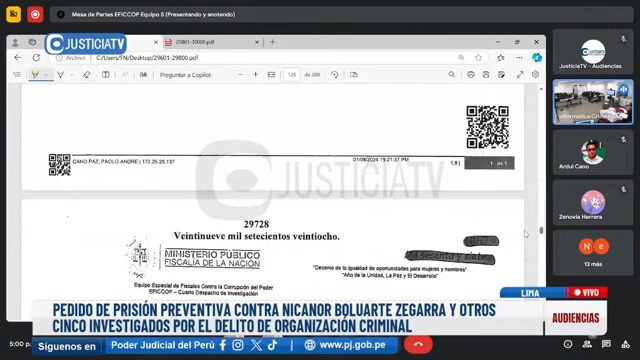 Mesa de Partes EFICCOP Equipo 5 (Presentando y anotando)
JUSTICIATV
29601-30000.pdf
Archivo
C:/Users/FN/Desktop/29601-29800.pdf
Preguntar a Copilot
128
de 200
CANO PAZ, PAOLO ANDRE | 172.25.25.137
01/08/2024 19:21:37 PM
1 de 1
JUSTICIATV
29728
Veintinueve mil setecientos veintiocho.
MINISTERIO PÚBLICO
FISCALÍA DE LA NACIÓN
"Decenio de la igualdad de oportunidades para mujeres y hombres"
"Año de la Unidad, La Paz y El Desarrollo"
Equipo Especial de Fiscales Contra la Corrupción del Poder
EFICCOP – Cuarto Despacho de Investigación
JusticiaTV - Audiencias
Informatica Crimin
Ardul Cano
Zenovia Herrera
N
e
13 más
LIMA
VIVO
PEDIDO DE PRISIÓN PREVENTIVA CONTRA NICANOR BOLUARTE ZEGARRA Y OTROS
CINCO INVESTIGADOS POR EL DELITO DE ORGANIZACIÓN CRIMINAL
AUDIENCIAS
5:00 p.
Síguenos en
Poder Judicial del Perú
www.pj.gob.pe